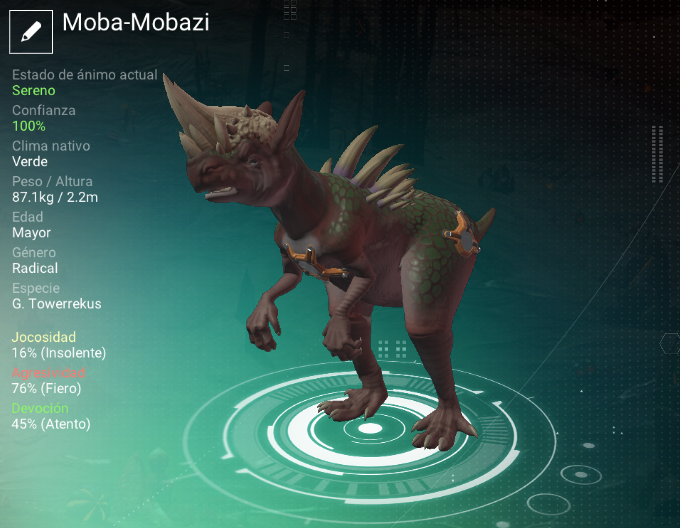 Moba-Mobazi
Estado de ánimo actual
Sereno
Confianza
100%
Clima nativo
Verde
Peso / Altura
87.1kg / 2.2m
Edad
Mayor
Género
Radical
Especie
G. Towerrekus
Jocosidad
16% (Insolente)
Agresividad
76% (Fiero)
Devoción
45% (Atento)